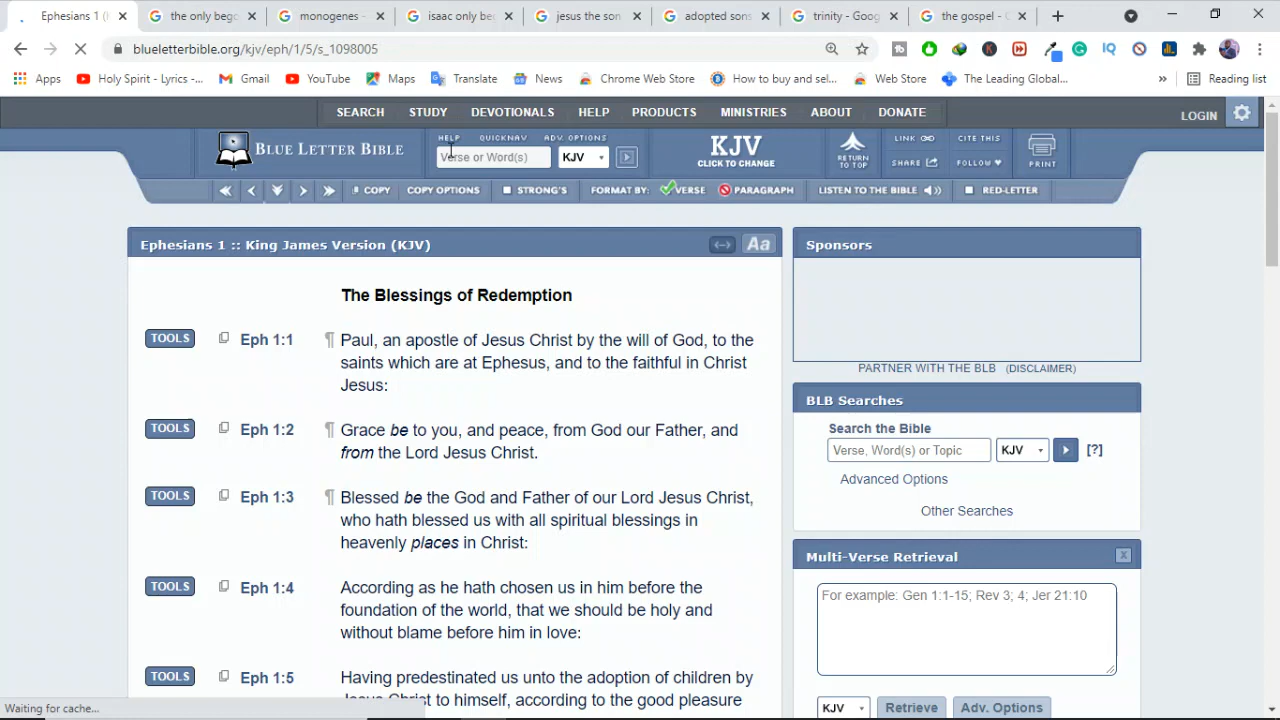 Ephesians 1 (K
the only bego
monogenes -
isaac only be
jesus the son
adopted sons
trinity - Goog
the gospel - G
blueletterbible.org/kjv/eph/1/5/s_1098005
Apps
Holy Spirit - Lyrics -...
Gmail
YouTube
Maps
Translate
News
Chrome Web Store
How to buy and sel...
Web Store
The Leading Global...
»
Reading list
SEARCH STUDY DEVOTIONALS HELP PRODUCTS MINISTRIES ABOUT DONATE
LOGIN
BLUE LETTER BIBLE
HELP QUICKNAV ADV. OPTIONS
Verse or Word(s)
KJV
KJV
CLICK TO CHANGE
RETURN
TO TOP
LINK
CITE THIS
SHARE
FOLLOW
PRINT
COPY
COPY OPTIONS
STRONG'S
FORMAT BY:
VERSE
PARAGRAPH
LISTEN TO THE BIBLE
RED-LETTER
Ephesians 1 :: King James Version (KJV)
Aa
The Blessings of Redemption
TOOLS Eph 1:1 ¶ Paul, an apostle of Jesus Christ by the will of God, to the
saints which are at Ephesus, and to the faithful in Christ
Jesus:
TOOLS Eph 1:2 ¶ Grace be to you, and peace, from God our Father, and
from the Lord Jesus Christ.
TOOLS Eph 1:3 ¶ Blessed be the God and Father of our Lord Jesus Christ,
who hath blessed us with all spiritual blessings in
heavenly places in Christ:
TOOLS Eph 1:4 According as he hath chosen us in him before the
foundation of the world, that we should be holy and
without blame before him in love:
TOOLS Eph 1:5 Having predestinated us unto the adoption of children by
Jesus Christ to himself, according to the good pleasure
Sponsors
PARTNER WITH THE BLB (DISCLAIMER)
BLB Searches
Search the Bible
Verse, Word(s) or Topic
KJV
[?]
Advanced Options
Other Searches
Multi-Verse Retrieval
X
For example: Gen 1:1-15; Rev 3; 4; Jer 21:10
KJV
Retrieve
Adv. Options
Waiting for cache...